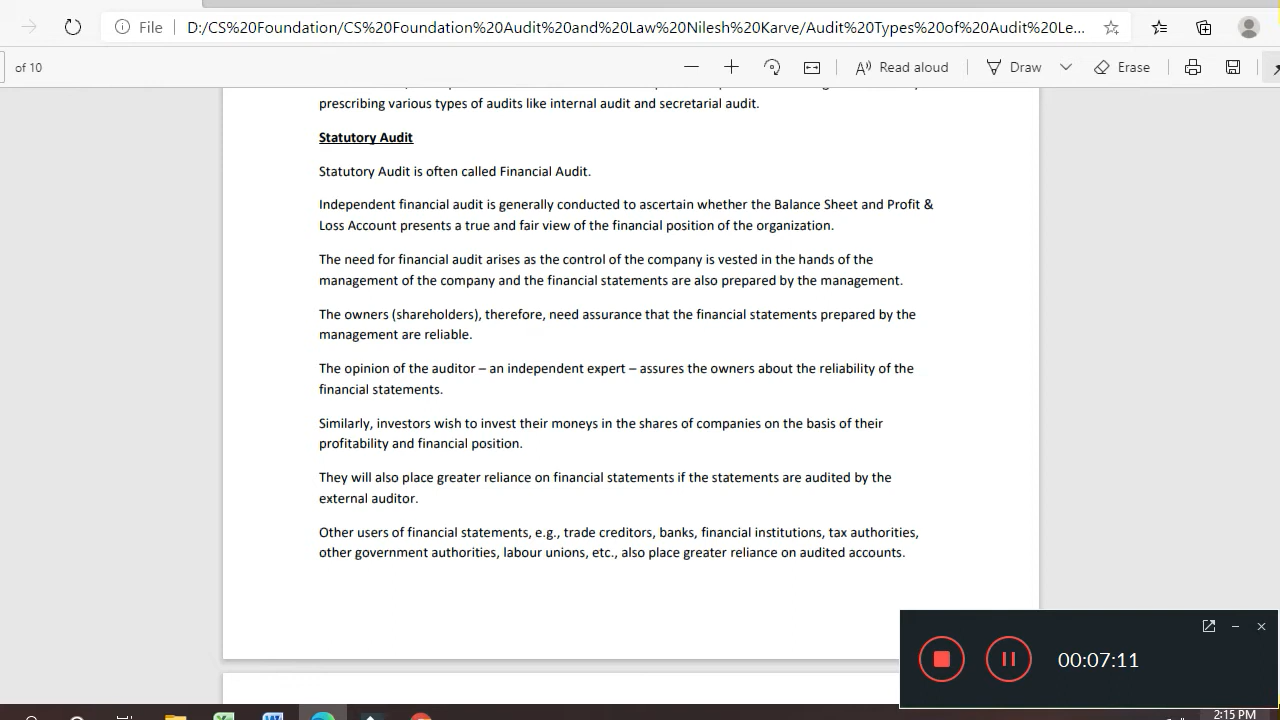 File
D:/CS%20Foundation/CS%20Foundation%20Audit%20and%20Law%20Nilesh%20Karve/Audit%20Types%20of%20Audit%20Le...
of 10
Read aloud
Draw
Erase
prescribing various types of audits like internal audit and secretarial audit.
Statutory Audit
Statutory Audit is often called Financial Audit.
Independent financial audit is generally conducted to ascertain whether the Balance Sheet and Profit &
Loss Account presents a true and fair view of the financial position of the organization.
The need for financial audit arises as the control of the company is vested in the hands of the
management of the company and the financial statements are also prepared by the management.
The owners (shareholders), therefore, need assurance that the financial statements prepared by the
management are reliable.
The opinion of the auditor – an independent expert – assures the owners about the reliability of the
financial statements.
Similarly, investors wish to invest their moneys in the shares of companies on the basis of their
profitability and financial position.
They will also place greater reliance on financial statements if the statements are audited by the
external auditor.
Other users of financial statements, e.g., trade creditors, banks, financial institutions, tax authorities,
other government authorities, labour unions, etc., also place greater reliance on audited accounts.
00:07:11
2:15 PM